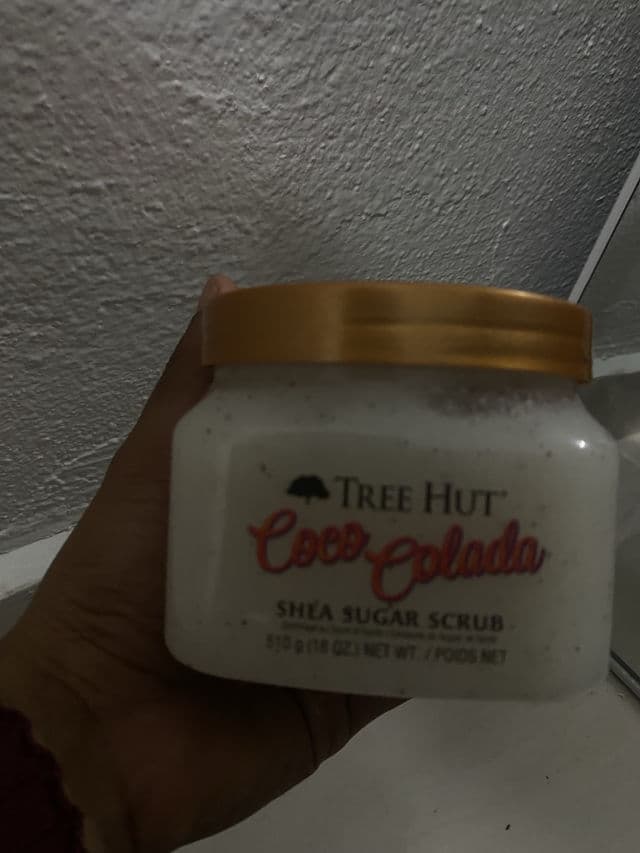 TREE HUT®
Coco Colada
SHEA SUGAR SCRUB
510 g (18 OZ.) NET WT. / POIDS NET